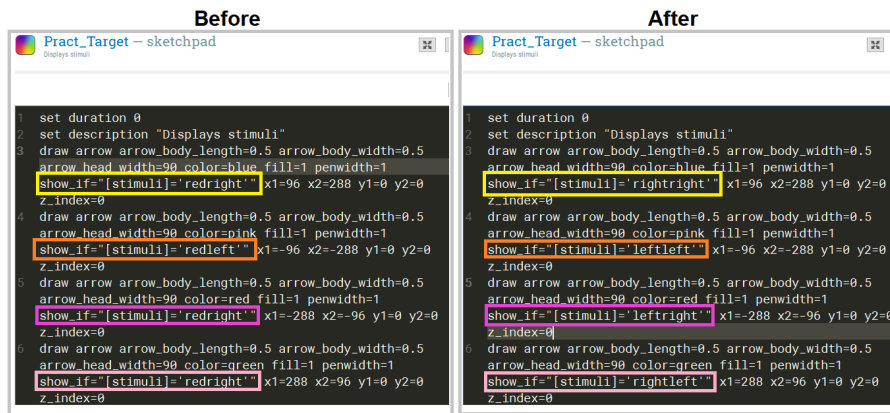 Before
Pract_Target — sketchpad
Displays stimuli
1 set duration 0
2 set description "Displays stimuli"
3 draw arrow arrow_body_length=0.5 arrow_body_width=0.5
arrow_head_width=90 color=blue fill=1 penwidth=1
show_if="[stimuli]='redright'" x1=96 x2=288 y1=0 y2=0
z_index=0
4 draw arrow arrow_body_length=0.5 arrow_body_width=0.5
arrow_head_width=90 color=pink fill=1 penwidth=1
show_if="[stimuli]='redleft'" x1=-96 x2=-288 y1=0 y2=0
z_index=0
5 draw arrow arrow_body_length=0.5 arrow_body_width=0.5
arrow_head_width=90 color=red fill=1 penwidth=1
show_if="[stimuli]='redright'" x1=-288 x2=-96 y1=0 y2=0
z_index=0
6 draw arrow arrow_body_length=0.5 arrow_body_width=0.5
arrow_head_width=90 color=green fill=1 penwidth=1
show_if="[stimuli]='redright'" x1=288 x2=96 y1=0 y2=0
z_index=0
After
Pract_Target — sketchpad
Displays stimuli
1 set duration 0
2 set description "Displays stimuli"
3 draw arrow arrow_body_length=0.5 arrow_body_width=0.5
arrow_head_width=90 color=blue fill=1 penwidth=1
show_if="[stimuli]='rightright'" x1=96 x2=288 y1=0 y2=0
z_index=0
4 draw arrow arrow_body_length=0.5 arrow_body_width=0.5
arrow_head_width=90 color=pink fill=1 penwidth=1
show_if="[stimuli]='leftleft'" x1=-96 x2=-288 y1=0 y2=0
z_index=0
5 draw arrow arrow_body_length=0.5 arrow_body_width=0.5
arrow_head_width=90 color=red fill=1 penwidth=1
show_if="[stimuli]='leftright'" x1=-288 x2=-96 y1=0 y2=0
z_index=0
6 draw arrow arrow_body_length=0.5 arrow_body_width=0.5
arrow_head_width=90 color=green fill=1 penwidth=1
show_if="[stimuli]='rightleft'" x1=288 x2=96 y1=0 y2=0
z_index=0